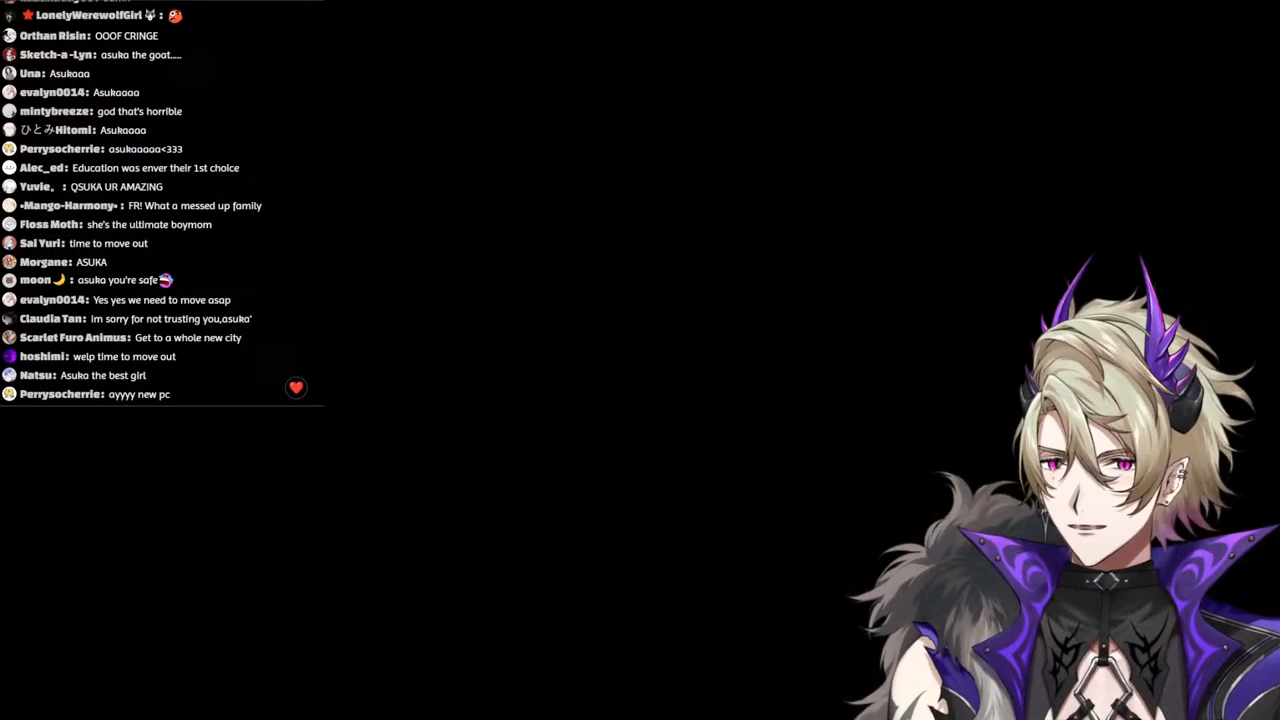 LonelyWerewolfGirl :
Orthan Risin: OOOF CRINGE
Sketch-a -Lyn: asuka the goat.....
Una: Asukaaa
evalyn0014: Asukaaaa
mintybreeze: god that's horrible
ひとみHitomi: Asukaaaa
Perrysocherrie: asukaaaaa<333
Alec_ed: Education was enver their 1st choice
Yuvie。: QSUKA UR AMAZING
•Mango-Harmony•: FR! What a messed up family
Floss Moth: she's the ultimate boymom
Sai Yuri: time to move out
Morgane: ASUKA
moon🌙 : asuka you're safe
evalyn0014: Yes yes we need to move asap
Claudia Tan: im sorry for not trusting you,asuka'
Scarlet Furo Animus: Get to a whole new city
hoshimi: welp time to move out
Natsu: Asuka the best girl
Perrysocherrie: ayyyy new pc